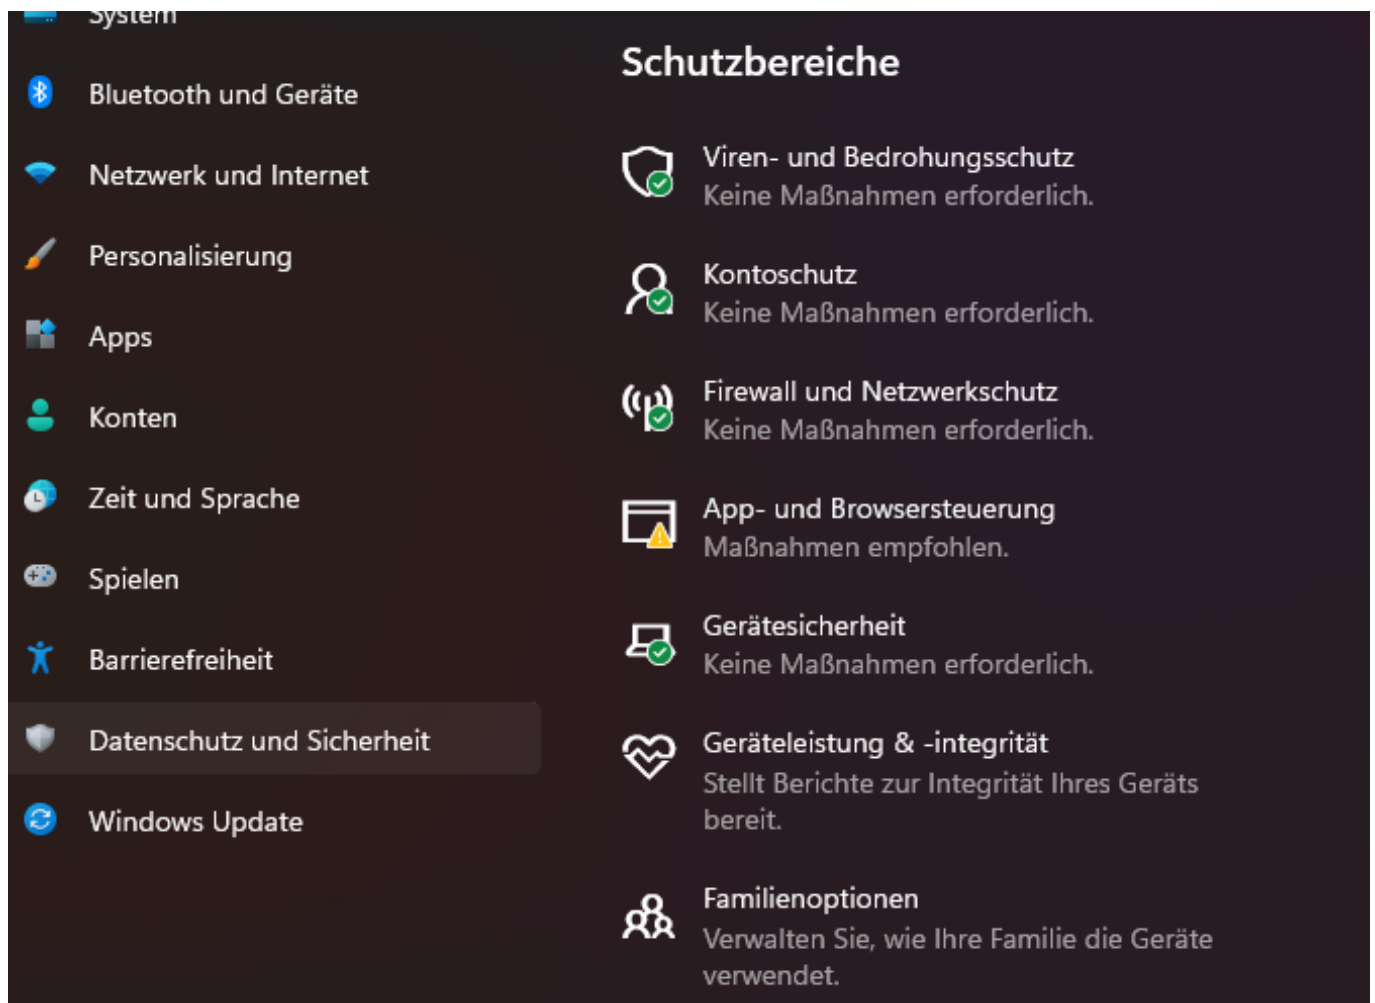 System
Bluetooth und Geräte
Netzwerk und Internet
Personalisierung
Apps
Konten
Zeit und Sprache
Spielen
Barrierefreiheit
Datenschutz und Sicherheit
Windows Update
Schutzbereiche
Viren- und Bedrohungsschutz
Keine Maßnahmen erforderlich.
Kontoschutz
Keine Maßnahmen erforderlich.
Firewall und Netzwerkschutz
Keine Maßnahmen erforderlich.
App- und Browsersteuerung
Maßnahmen empfohlen.
Gerätesicherheit
Keine Maßnahmen erforderlich.
Geräteleistung & -integrität
Stellt Berichte zur Integrität Ihres Geräts
bereit.
Familienoptionen
Verwalten Sie, wie Ihre Familie die Geräte
verwendet.